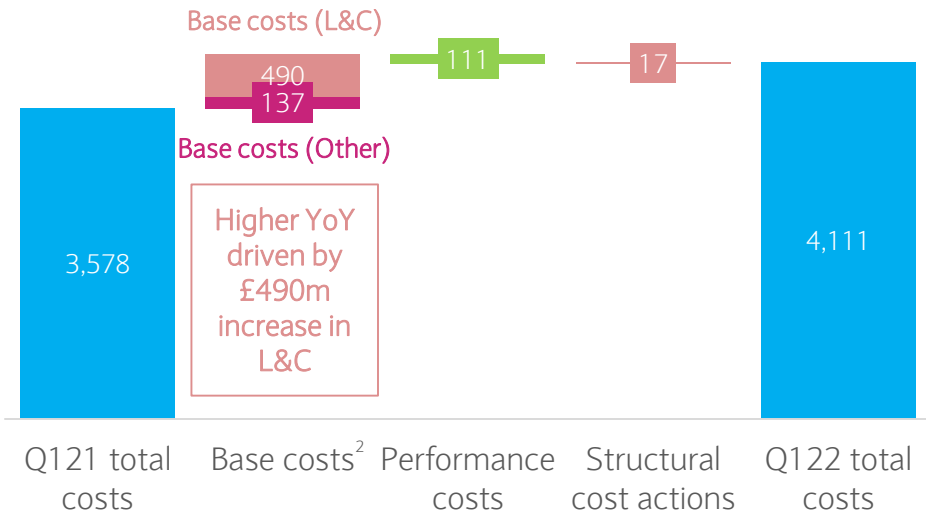 Base costs (L&C)
490
137
Base costs (Other)
111
17
3,578
Higher YoY
driven by
£490m
increase in
L&C
4,111
Q121 total
costs
Base costs²
Performance
costs
Structural
cost actions
Q122 total
costs